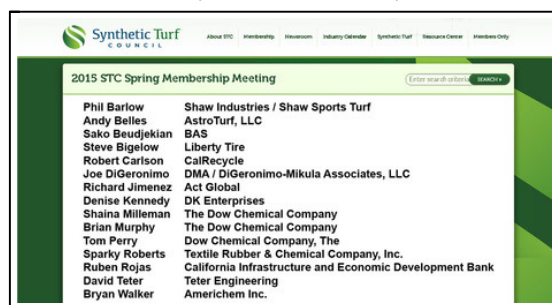 Synthetic Turf
COUNCIL
About STC Membership Newsroom Industry Calendar Synthetic Turf Resource Center Members Only
2015 STC Spring Membership Meeting
Enter search criteria SEARCH
Phil Barlow Shaw Industries / Shaw Sports Turf
Andy Belles AstroTurf, LLC
Sako Beudjekian BAS
Steve Bigelow Liberty Tire
Robert Carlson CalRecycle
Joe DiGeronimo DMA / DiGeronimo-Mikula Associates, LLC
Richard Jimenez Act Global
Denise Kennedy DK Enterprises
Shaina Milleman The Dow Chemical Company
Brian Murphy The Dow Chemical Company
Tom Perry Dow Chemical Company, The
Sparky Roberts Textile Rubber & Chemical Company, Inc.
Ruben Rojas California Infrastructure and Economic Development Bank
David Teter Teter Engineering
Bryan Walker Americhem Inc.